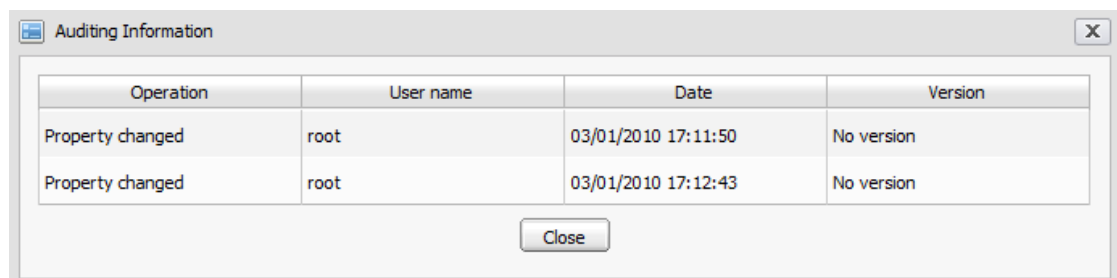 Auditing Information
X
Operation User name Date Version
Property changed root 03/01/2010 17:11:50 No version
Property changed root 03/01/2010 17:12:43 No version
Close